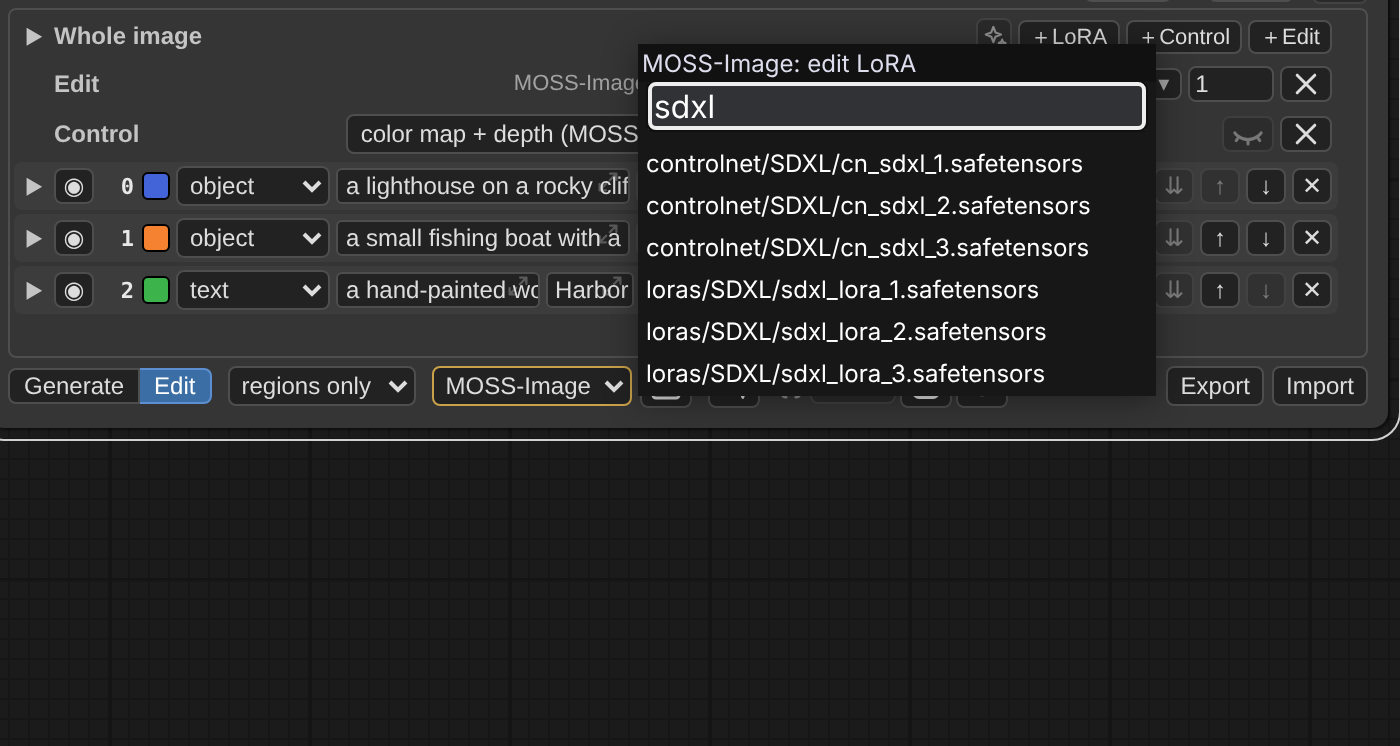 Whole image
+ LoRA
+ Control
+ Edit
MOSS-Image: edit LoRA
Edit
1
sdxl
Control
color map + depth (MOSS
controlnet/SDXL/cn_sdxl_1.safetensors
0
object
a lighthouse on a rocky clif
controlnet/SDXL/cn_sdxl_2.safetensors
1
object
a small fishing boat with a
controlnet/SDXL/cn_sdxl_3.safetensors
2
text
a hand-painted
Harbor
loras/SDXL/sdxl_lora_1.safetensors
loras/SDXL/sdxl_lora_2.safetensors
loras/SDXL/sdxl_lora_3.safetensors
Generate
Edit
regions only
MOSS-Image
Export
Import